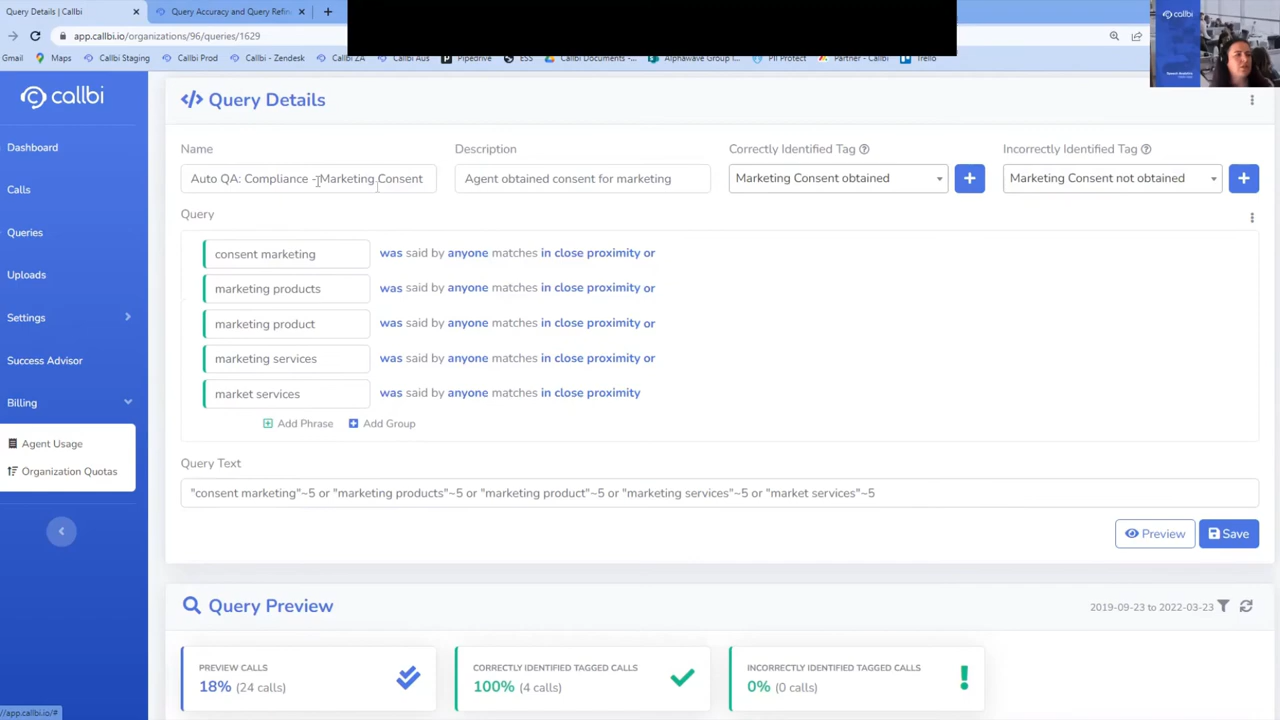 Query Details | Callbi
Query Accuracy and Query Refin
app.callbi.io/organizations/96/queries/1629
Gmail
Maps
Callbi Staging
Callbi Prod
Callbi - Zendesk
Callbi ZA
Callbi Aus
Pipedrive
ESS
Callbi Documents -...
Alphawave Group |...
PII Protect
Partner - Callbi
Trello
callbi
callbi
Dashboard
Calls
Queries
Uploads
Settings
Success Advisor
Billing
Agent Usage
Organization Quotas
Query Details
Name
Description
Correctly Identified Tag
Incorrectly Identified Tag
Auto QA: Compliance - Marketing Consent
Agent obtained consent for marketing
Marketing Consent obtained
Marketing Consent not obtained
Query
consent marketing was said by anyone matches in close proximity or
marketing products was said by anyone matches in close proximity or
marketing product was said by anyone matches in close proximity or
marketing services was said by anyone matches in close proximity or
market services was said by anyone matches in close proximity
Add Phrase Add Group
Query Text
"consent marketing"~5 or "marketing products"~5 or "marketing product"~5 or "marketing services"~5 or "market services"~5
Preview
Save
Query Preview
2019-09-23 to 2022-03-23
PREVIEW CALLS
18% (24 calls)
CORRECTLY IDENTIFIED TAGGED CALLS
100% (4 calls)
INCORRECTLY IDENTIFIED TAGGED CALLS
0% (0 calls)
//app.callbi.io/#